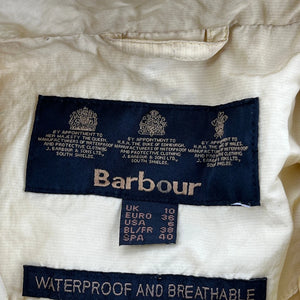 BY APPOINTMENT TO
HER MAJESTY THE QUEEN,
MANUFACTURERS OF WATERPROOF
AND PROTECTIVE CLOTHING
J. BARBOUR & SONS LTD.,
SOUTH SHIELDS.
BY APPOINTMENT TO
H.R.H. THE DUKE OF EDINBURGH,
MANUFACTURERS OF WATERPROOF
AND PROTECTIVE CLOTHING
J. BARBOUR & SONS LTD.,
SOUTH SHIELDS.
BY APPOINTMENT TO
H.R.H. THE PRINCE OF WALES,
MANUFACTURERS OF WATERPROOF
AND PROTECTIVE CLOTHING
J. BARBOUR & SONS LTD.,
SOUTH SHIELDS.
Barbour
UK 10
EURO 36
USA 6
BL/FR 38
SPA 40
WATERPROOF AND BREATHABLE